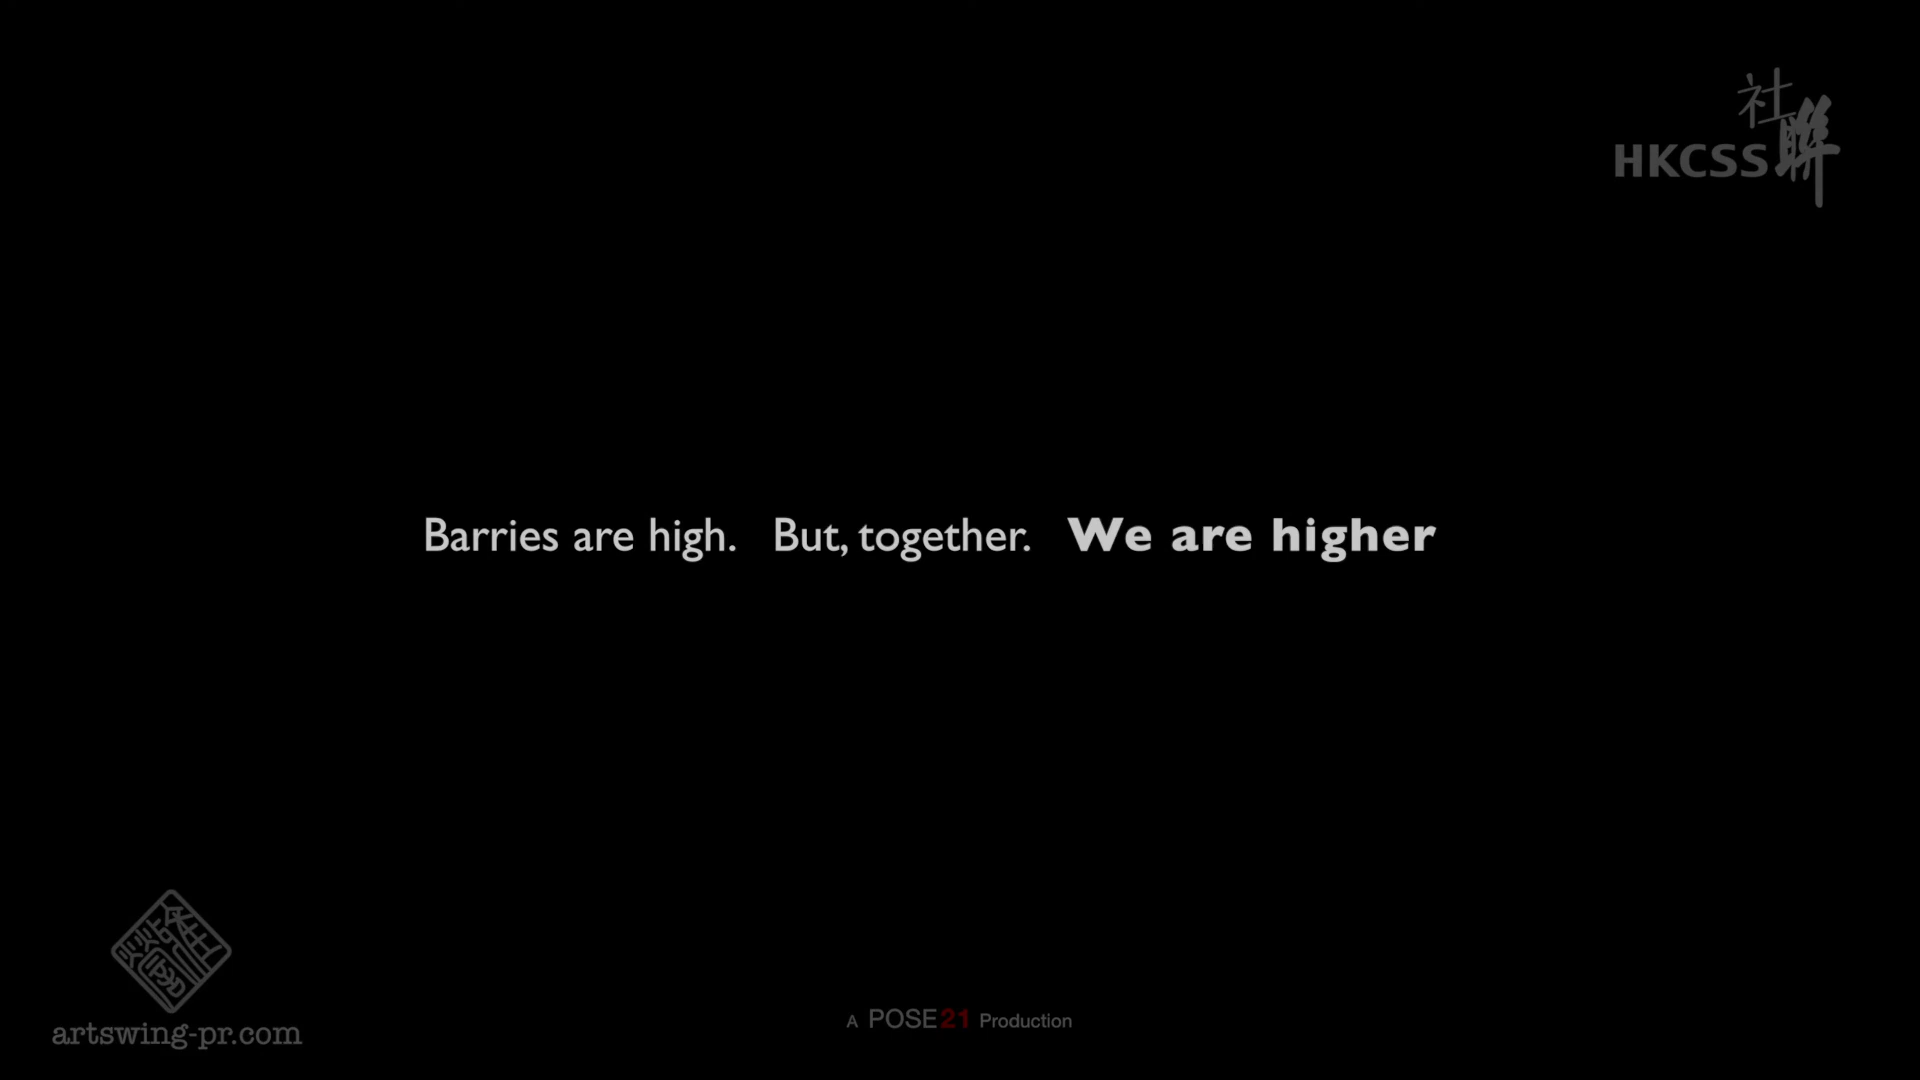 社聯
HKCSS
Barries are high. But, together. We are higher
artswing-pr.com
A POSE21 Production